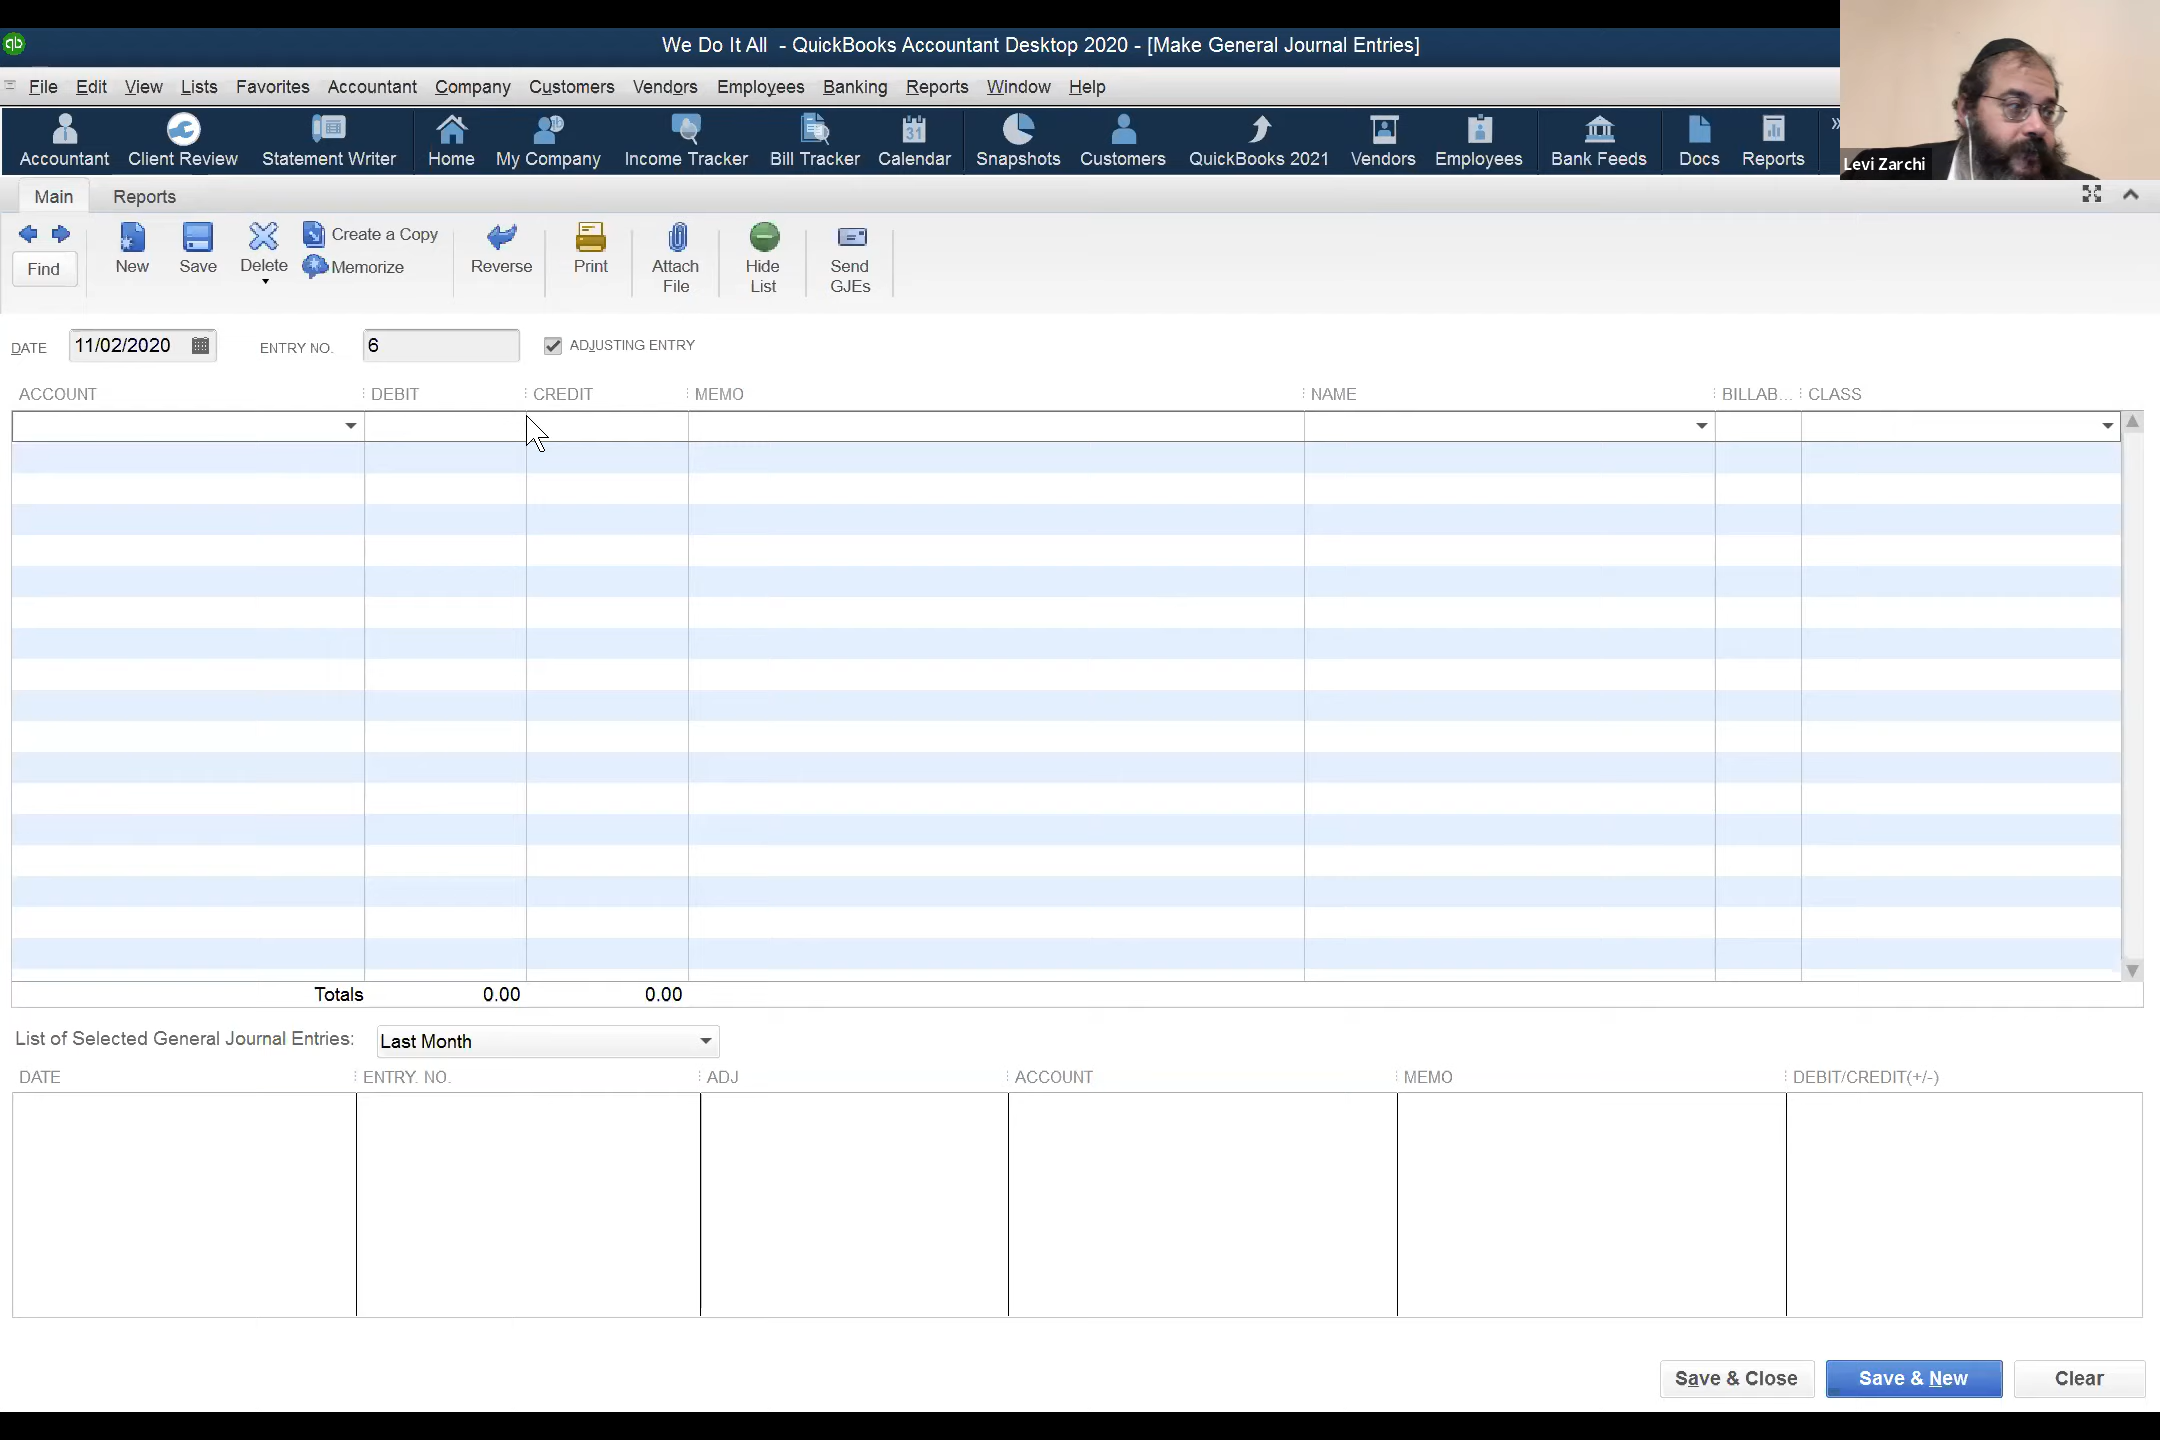 We Do It All - QuickBooks Accountant Desktop 2020 - [Make General Journal Entries]
qb
File Edit View Lists Favorites Accountant Company Customers Vendors Employees Banking Reports Window Help
31
Accountant Client Review Statement Writer Home My Company Income Tracker Bill Tracker Calendar Snapshots Customers QuickBooks 2021 Vendors Employees Bank Feeds Docs Reports
Levi Zarchi
Main Reports
Find
New Save Delete
Create a Copy
Memorize
Reverse Print
Attach
File
Hide
List
Send
GJEs
DATE 11/02/2020 ENTRY NO. 6 ADJUSTING ENTRY
ACCOUNT DEBIT CREDIT MEMO NAME BILLAB... CLASS
Totals 0.00 0.00
List of Selected General Journal Entries: Last Month
DATE ENTRY. NO. ADJ ACCOUNT MEMO DEBIT/CREDIT(+/-)
Save & Close Save & New Clear